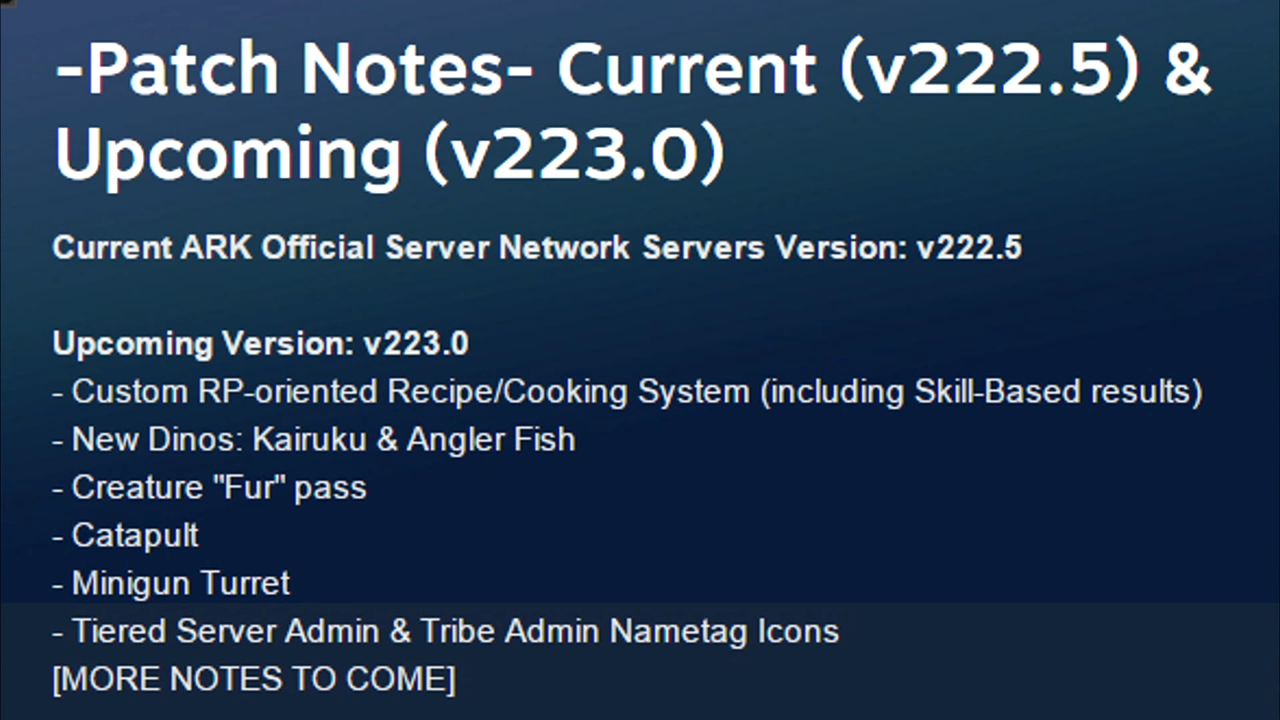 -Patch Notes- Current (v222.5) &
Upcoming (v223.0)
Current ARK Official Server Network Servers Version: v222.5
Upcoming Version: v223.0
- Custom RP-oriented Recipe/Cooking System (including Skill-Based results)
- New Dinos: Kairuku & Angler Fish
- Creature "Fur" pass
- Catapult
- Minigun Turret
- Tiered Server Admin & Tribe Admin Nametag Icons
[MORE NOTES TO COME]